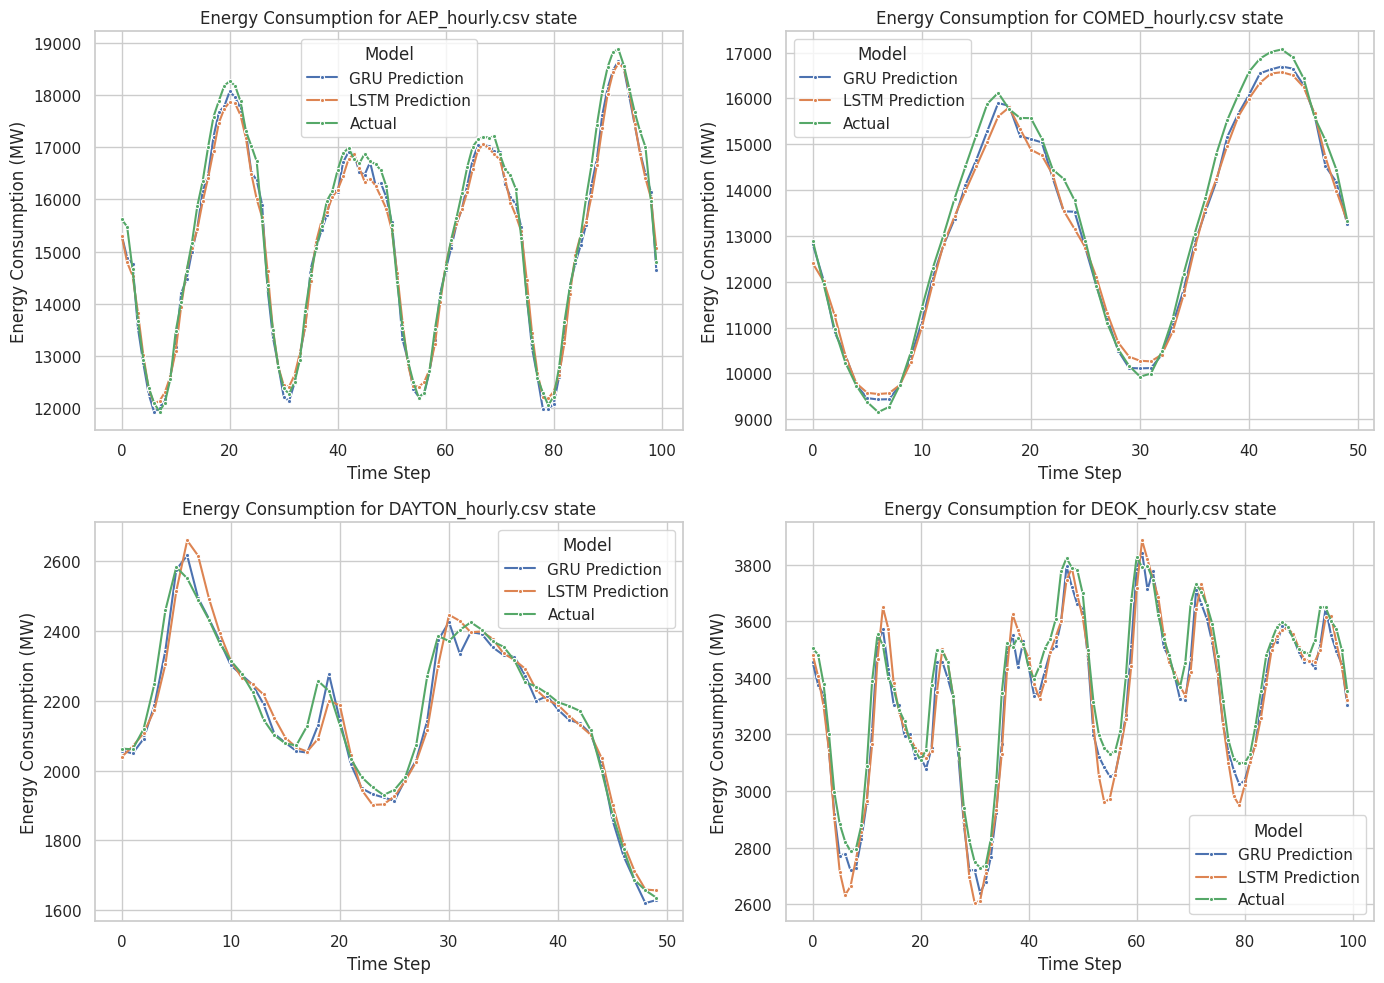 Energy Consumption for AEP_hourly.csv state
Energy Consumption (MW)
19000
18000
17000
16000
15000
14000
13000
12000
Model
GRU Prediction
LSTM Prediction
Actual
0 20 40 60 80 100
Time Step
Energy Consumption for COMED_hourly.csv state
Energy Consumption (MW)
17000
16000
15000
14000
13000
12000
11000
10000
9000
Model
GRU Prediction
LSTM Prediction
Actual
0 10 20 30 40 50
Time Step
Energy Consumption for DAYTON_hourly.csv state
Energy Consumption (MW)
2600
2400
2200
2000
1800
1600
Model
GRU Prediction
LSTM Prediction
Actual
0 10 20 30 40 50
Time Step
Energy Consumption for DEOK_hourly.csv state
Energy Consumption (MW)
3800
3600
3400
3200
3000
2800
2600
Model
GRU Prediction
LSTM Prediction
Actual
0 20 40 60 80 100
Time Step